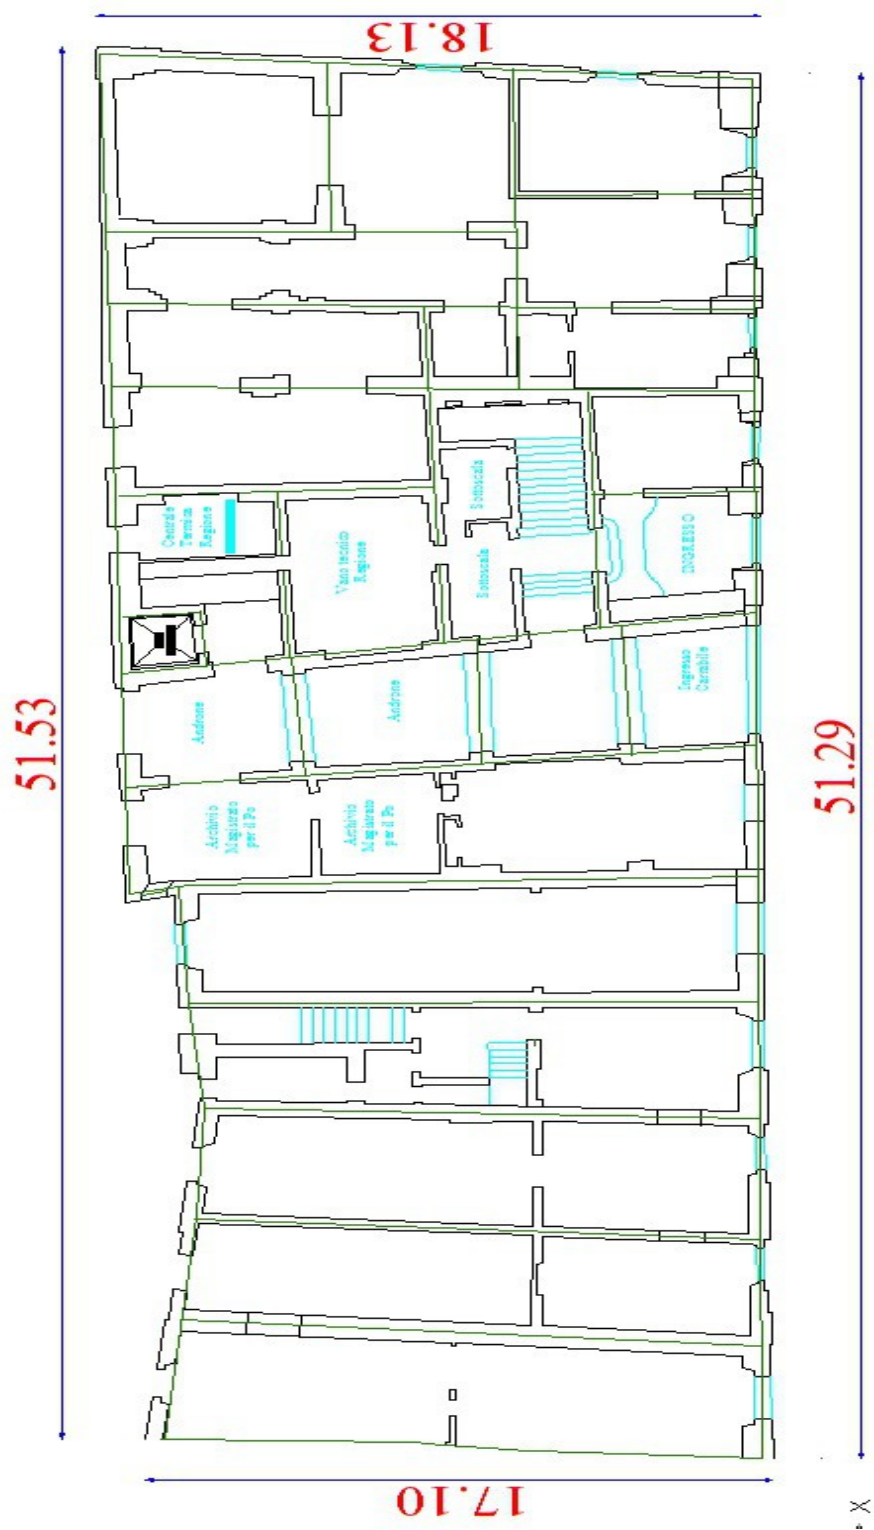 18.13
51.53
51.29
17.10
Centrale
Termica
Regione
Vano tecnico
Regione
Sottoscala
Sottoscala
INGRESSO
Androne
Androne
Ingresso
Carrabile
Archivio
Magistrato
per il Po
Archivio
Magistrato
per il Po
X